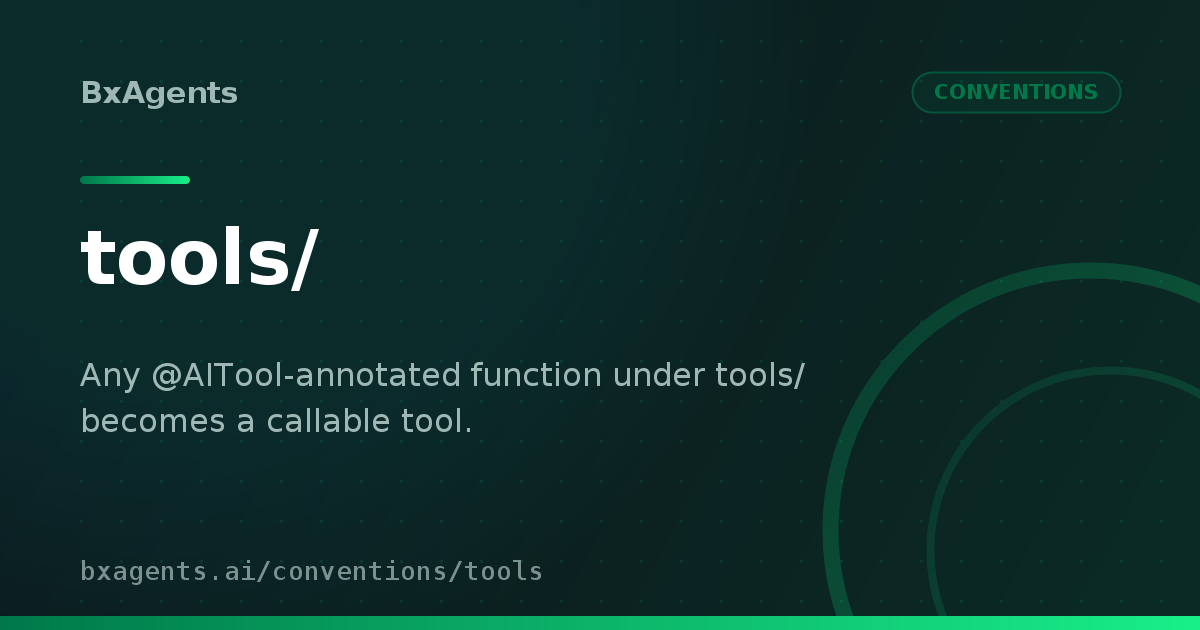 BxAgents
CONVENTIONS
tools/
Any @AITool-annotated function under tools/
becomes a callable tool.
bxagents.ai/conventions/tools